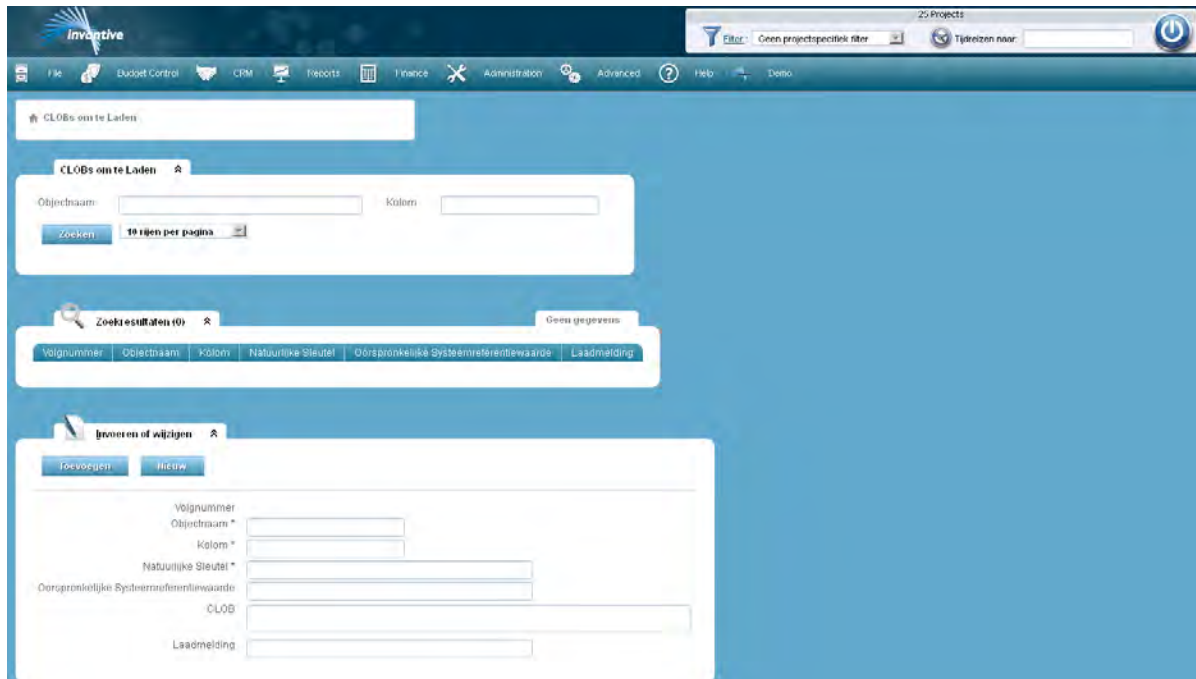 invantive
25 Projects
Filter: Geen projectspecifiek filter Tijdreizen naar:
File Budget Control CRM Reports Finance Administration Advanced Help Demo
CLOBs om te Laden
CLOBs om te Laden
Objectnaam Kolom
Zoeken 10 rijen per pagina
Zoekresultaten (0) Geen gegevens
Volgnummer Objectnaam Kolom Natuurlijke Sleutel Oorspronkelijke Systeemreferentiewaarde Laadmelding
Invoeren of wijzigen
Toevoegen Nieuw
Volgnummer
Objectnaam *
Kolom *
Natuurlijke Sleutel *
Oorspronkelijke Systeemreferentiewaarde
CLOB
Laadmelding